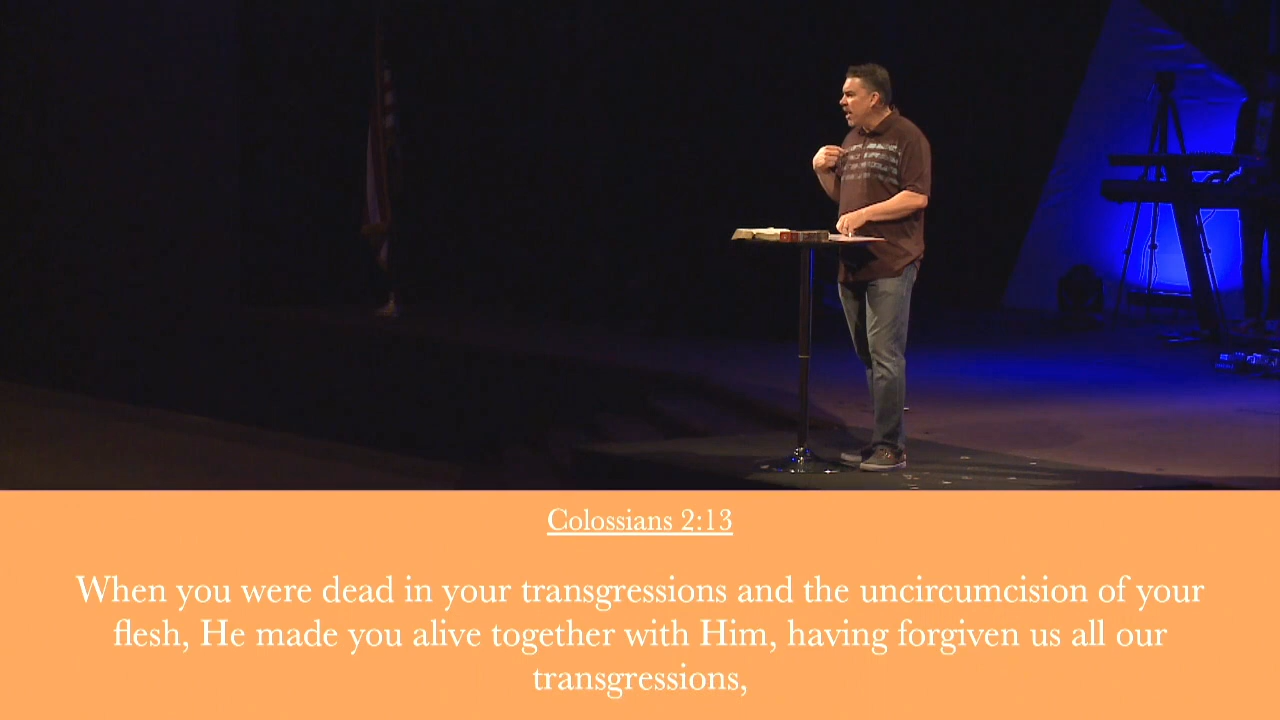 Colossians 2:13
When you were dead in your transgressions and the uncircumcision of your
flesh, He made you alive together with Him, having forgiven us all our
transgressions,